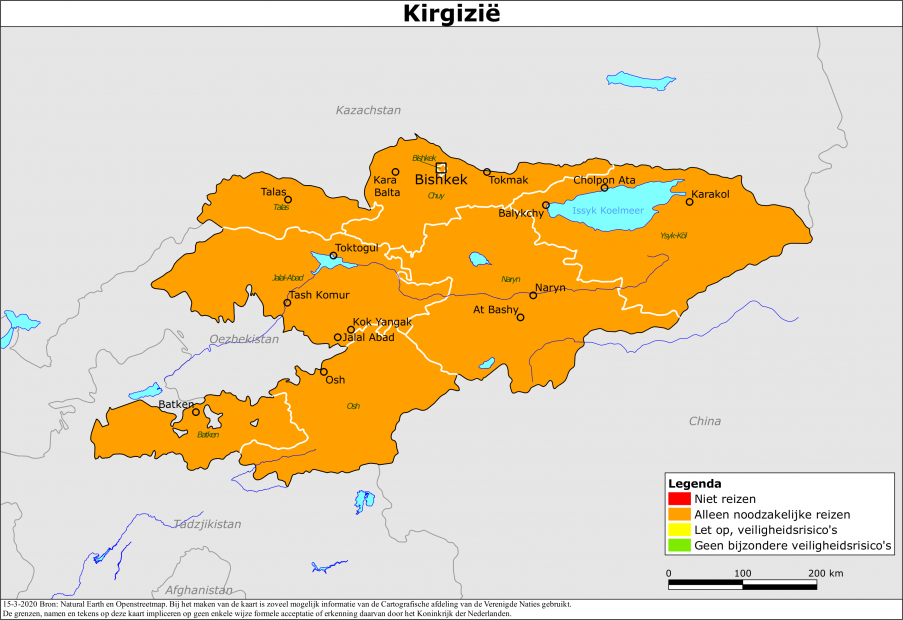 Kirgizië
Kazachstan
Bishkek
Kara
Balta
Bishkek
Tokmak
Cholpon Ata
Talas
Talas
Chuy
Karakol
Balykchy
Issyk Koelmeer
Ysyk-Köl
Toktogul
Jalal-Abad
Naryn
Naryn
Tash Komur
At Bashy
Kok Yangak
Jalal Abad
Oezbekistan
Osh
Batken
Osh
Batken
China
Tadzjikistan
Afghanistan
Legenda
Niet reizen
Alleen noodzakelijke reizen
Let op, veiligheidsrisico's
Geen bijzondere veiligheidsrisico's
0 100 200 km
15-3-2020 Bron: Natural Earth en Openstreetmap. Bij het maken van de kaart is zoveel mogelijk informatie van de Cartografische afdeling van de Verenigde Naties gebruikt.
De grenzen, namen en tekens op deze kaart impliceren op geen enkele wijze formele acceptatie of erkenning daarvan door het Koninkrijk der Nederlanden.